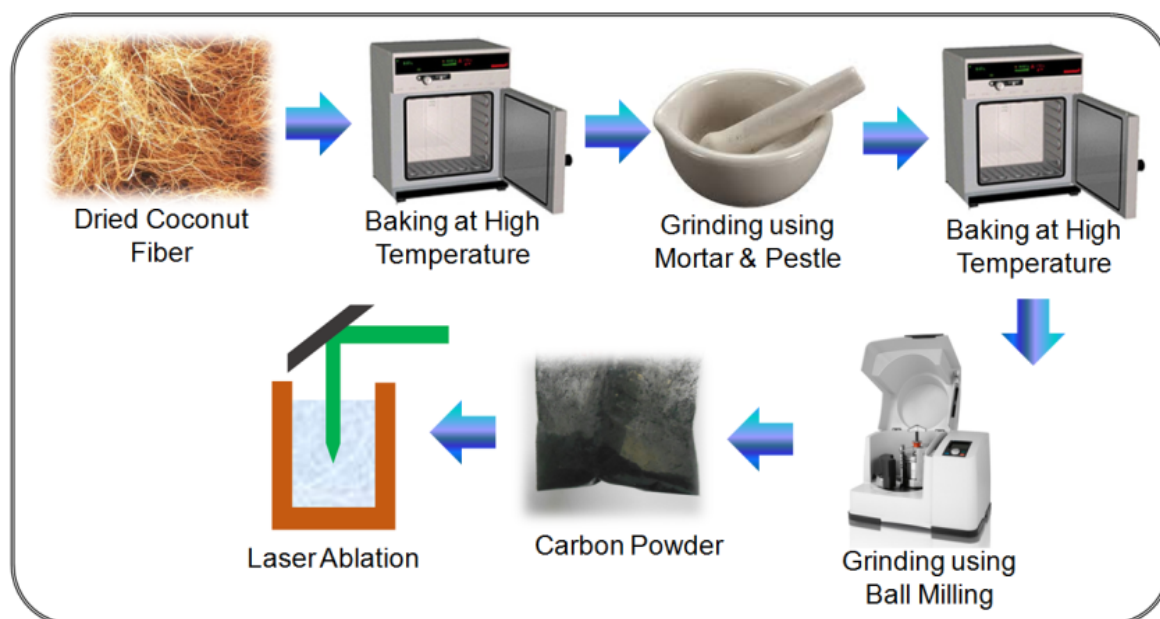 Dried Coconut
Fiber
Baking at High
Temperature
Grinding using
Mortar & Pestle
Baking at High
Temperature
Laser Ablation
Carbon Powder
Grinding using
Ball Milling